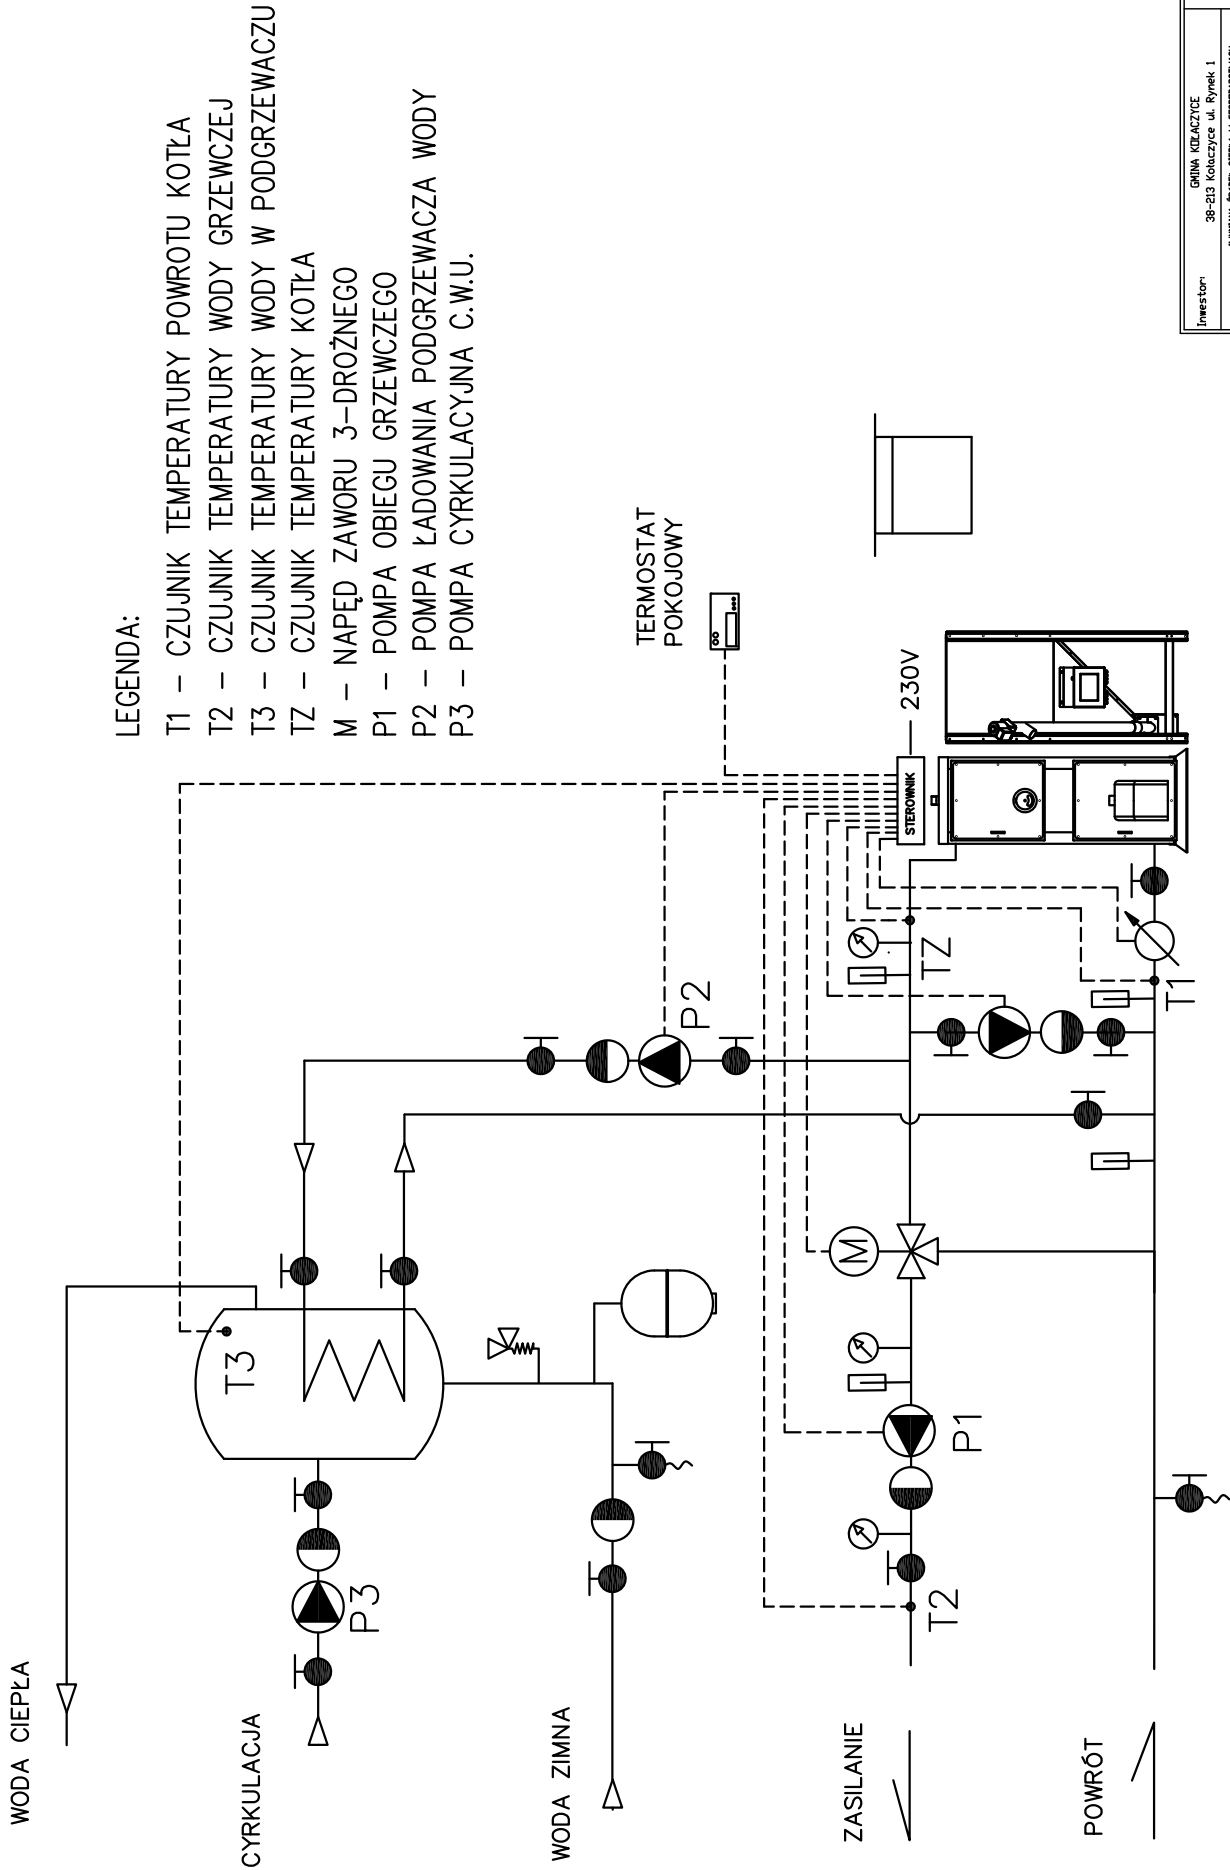 LEGENDA:
T1 – CZUJNIK TEMPERATURY POWROTU KOTŁA
T2 – CZUJNIK TEMPERATURY WODY GRZEWCZEJ
T3 – CZUJNIK TEMPERATURY WODY W PODGRZEWACZU
TZ – CZUJNIK TEMPERATURY KOTŁA
M – NAPĘD ZAWORU 3–DROŻNEGO
P1 – POMPA OBIEGU GRZEWCZEGO
P2 – POMPA ŁADOWANIA PODGRZEWACZA WODY
P3 – POMPA CYRKULACYJNA C.W.U.
WODA CIEPŁA
CYRKULACJA
WODA ZIMNA
ZASILANIE
POWRÓT
T3
P3
P2
P1
T2
M
TZ
T1
TERMOSTAT
POKOJOWY
STEROWNIK
230V
Inwestor:
GMINA KOŁACZYCE
38-213 Kołaczyce ul. Rynek 1